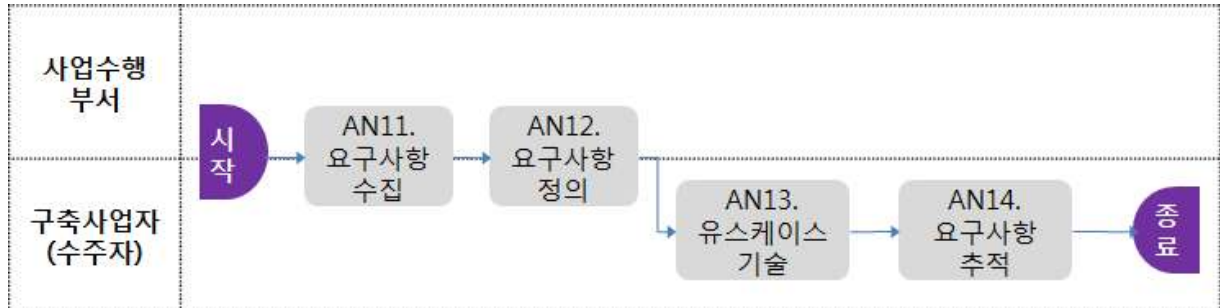 사업수행
부서
시
작
AN11.
요구사항
수집
AN12.
요구사항
정의
구축사업자
(수주자)
AN13.
유스케이스
기술
AN14.
요구사항
추적
종
료